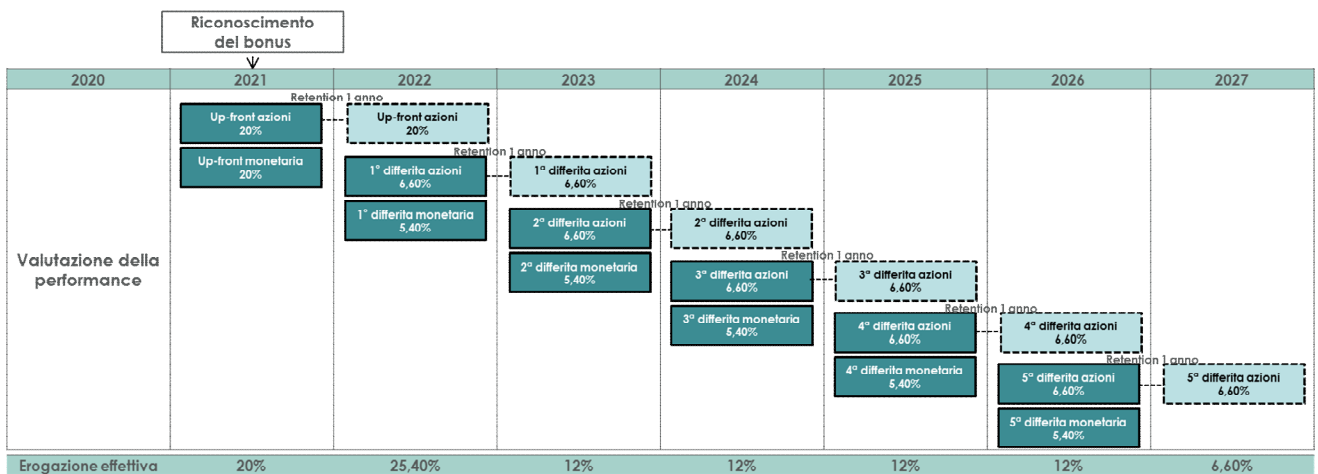 Riconoscimento
del bonus
2020 2021 2022 2023 2024 2025 2026 2027
Retention 1 anno
Up-front azioni
20%
Up-front azioni
20%
Up-front monetaria
20%
Retention 1 anno
1° differita azioni
6,60%
1ª differita azioni
6,60%
1° differita monetaria
5,40%
Retention 1 anno
2ª differita azioni
6,60%
2ª differita azioni
6,60%
2ª differita monetaria
5,40%
Valutazione della
performance
Retention 1 anno
3ª differita azioni
6,60%
3ª differita azioni
6,60%
3ª differita monetaria
5,40%
Retention 1 anno
4ª differita azioni
6,60%
4ª differita azioni
6,60%
4ª differita monetaria
5,40%
Retention 1 anno
5ª differita azioni
6,60%
5ª differita azioni
6,60%
5ª differita monetaria
5,40%
Erogazione effettiva 20% 25,40% 12% 12% 12% 12% 6,60%